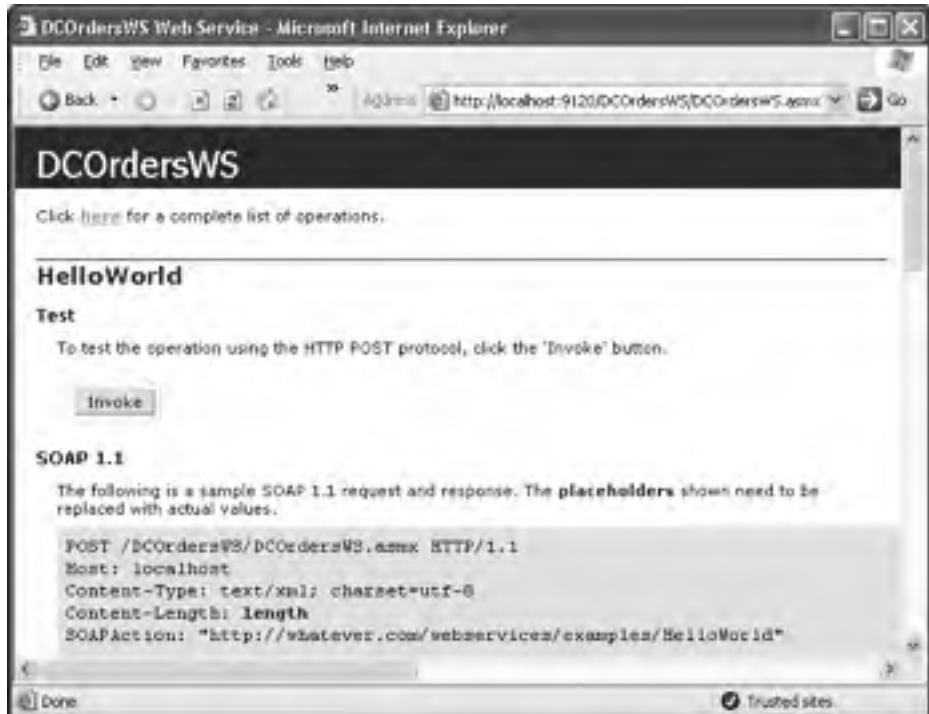 DCOrdersWS Web Service - Microsoft Internet Explorer
File Edit View Favorites Tools Help
Back » Address http://localhost:9120/DCOrdersWS/DCOrdersWS.asmx Go
DCOrdersWS
Click here for a complete list of operations.
HelloWorld
Test
To test the operation using the HTTP POST protocol, click the 'Invoke' button.
Invoke
SOAP 1.1
The following is a sample SOAP 1.1 request and response. The placeholders shown need to be
replaced with actual values.
POST /DCOrdersWS/DCOrdersWS.asmx HTTP/1.1
Host: localhost
Content-Type: text/xml; charset=utf-8
Content-Length: length
SOAPAction: "http://whatever.com/webservices/examples/HelloWorld"
Done Trusted sites